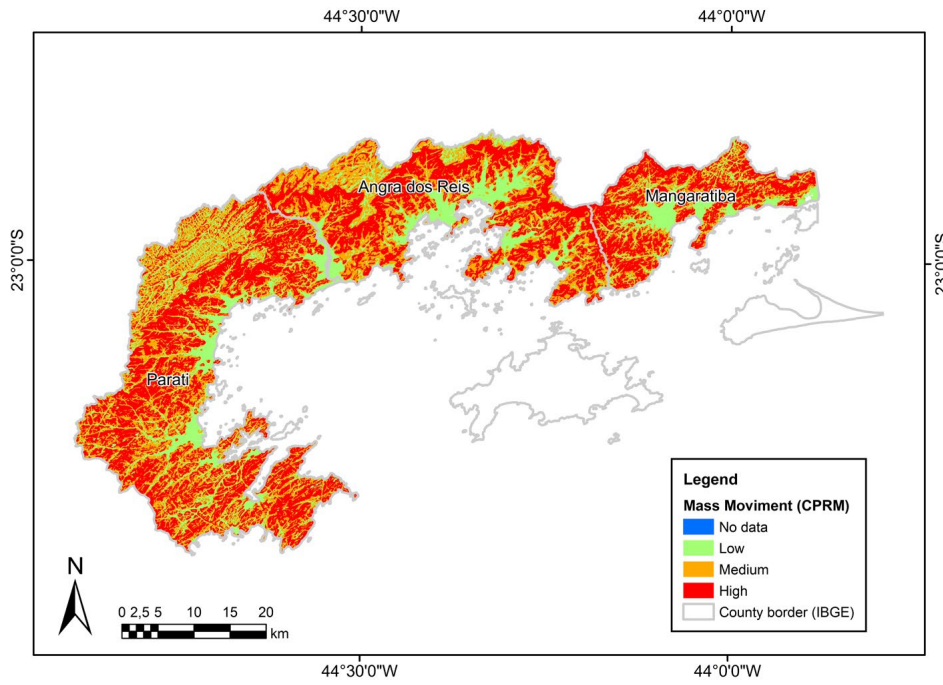 44°30'0"W 44°0'0"W
23°0'0"S
23°0'0"S
Angra dos Reis
Mangaratiba
Parati
Legend
Mass Moviment (CPRM)
No data
Low
Medium
High
County border (IBGE)
N
0 2,5 5 10 15 20
km
44°30'0"W 44°0'0"W